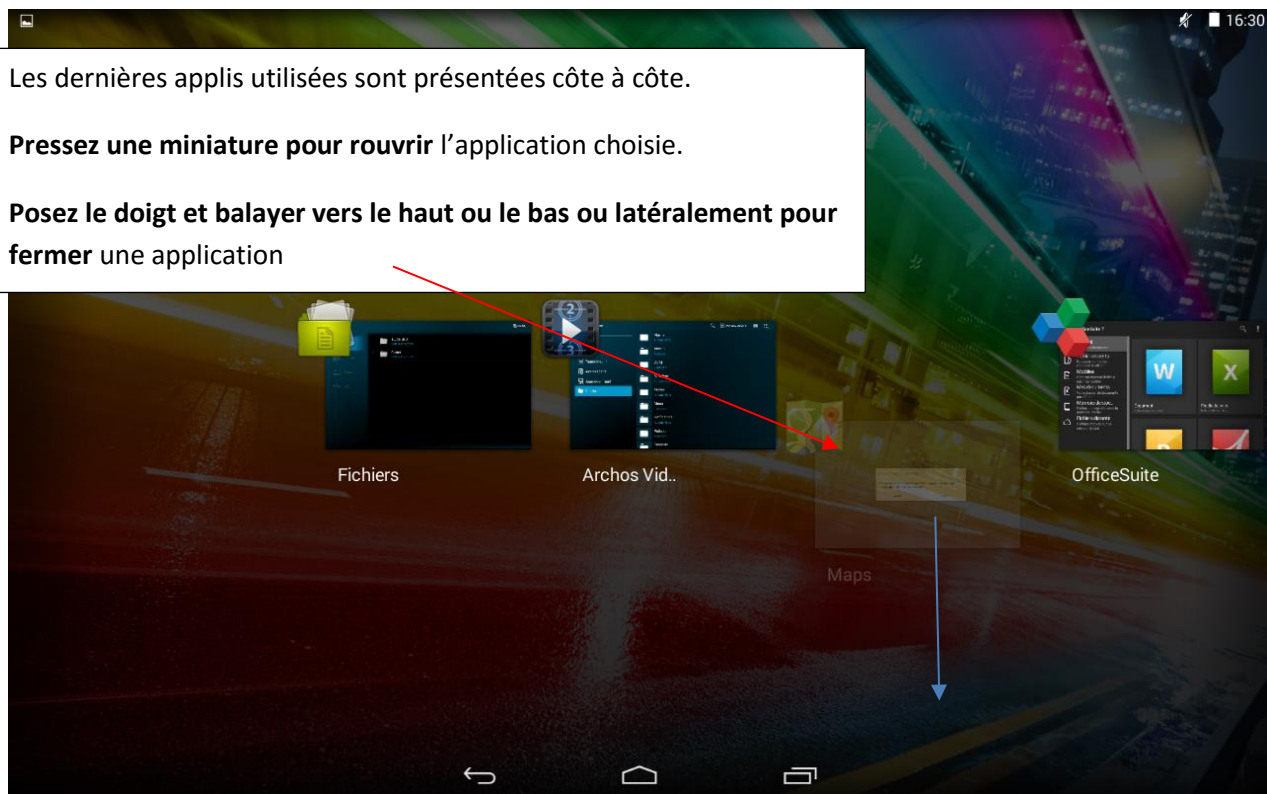 16:30
Les dernières applis utilisées sont présentées côte à côte.
Pressez une miniature pour rouvrir l’application choisie.
Posez le doigt et balayer vers le haut ou le bas ou latéralement pour
fermer une application
W
X
Fichiers
Archos Vid..
OfficeSuite
Maps